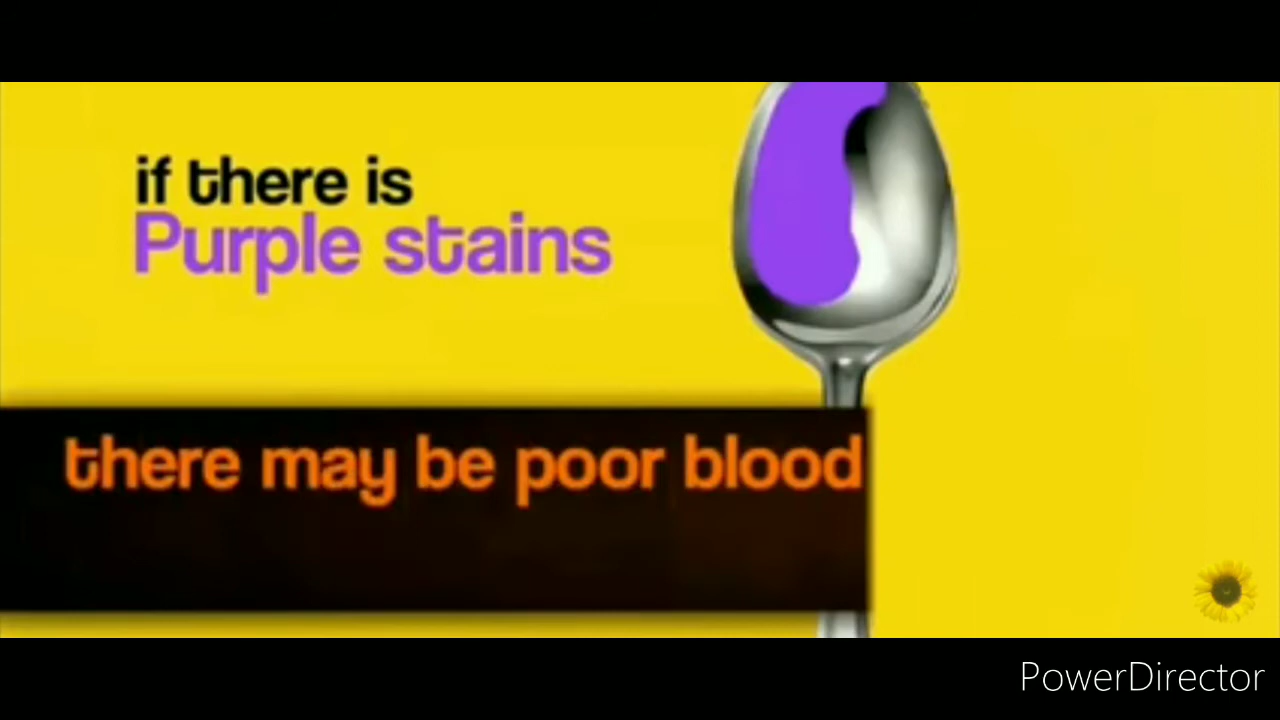 if there is
Purple stains
there may be poor blood
PowerDirector